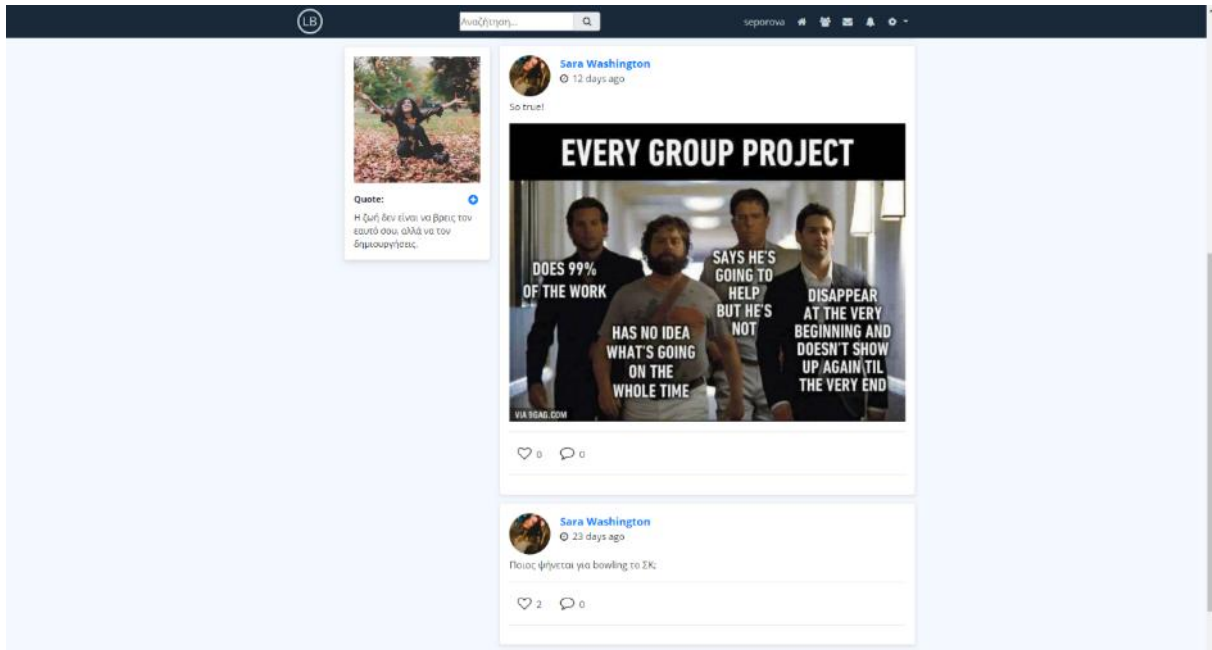 LB
Αναζήτηση...
seporova
Quote:
Η ζωή δεν είναι να βρεις τον
εαυτό σου, αλλά να τον
δημιουργήσεις.
Sara Washington
12 days ago
So true!
EVERY GROUP PROJECT
DOES 99%
OF THE WORK
HAS NO IDEA
WHAT'S GOING
ON THE
WHOLE TIME
SAYS HE'S
GOING TO
HELP
BUT HE'S
NOT
DISAPPEAR
AT THE VERY
BEGINNING AND
DOESN'T SHOW
UP AGAIN TIL
THE VERY END
VIA 9GAG.COM
0 0
Sara Washington
23 days ago
Ποιος ψήνεται για bowling το ΣΚ;
2 0